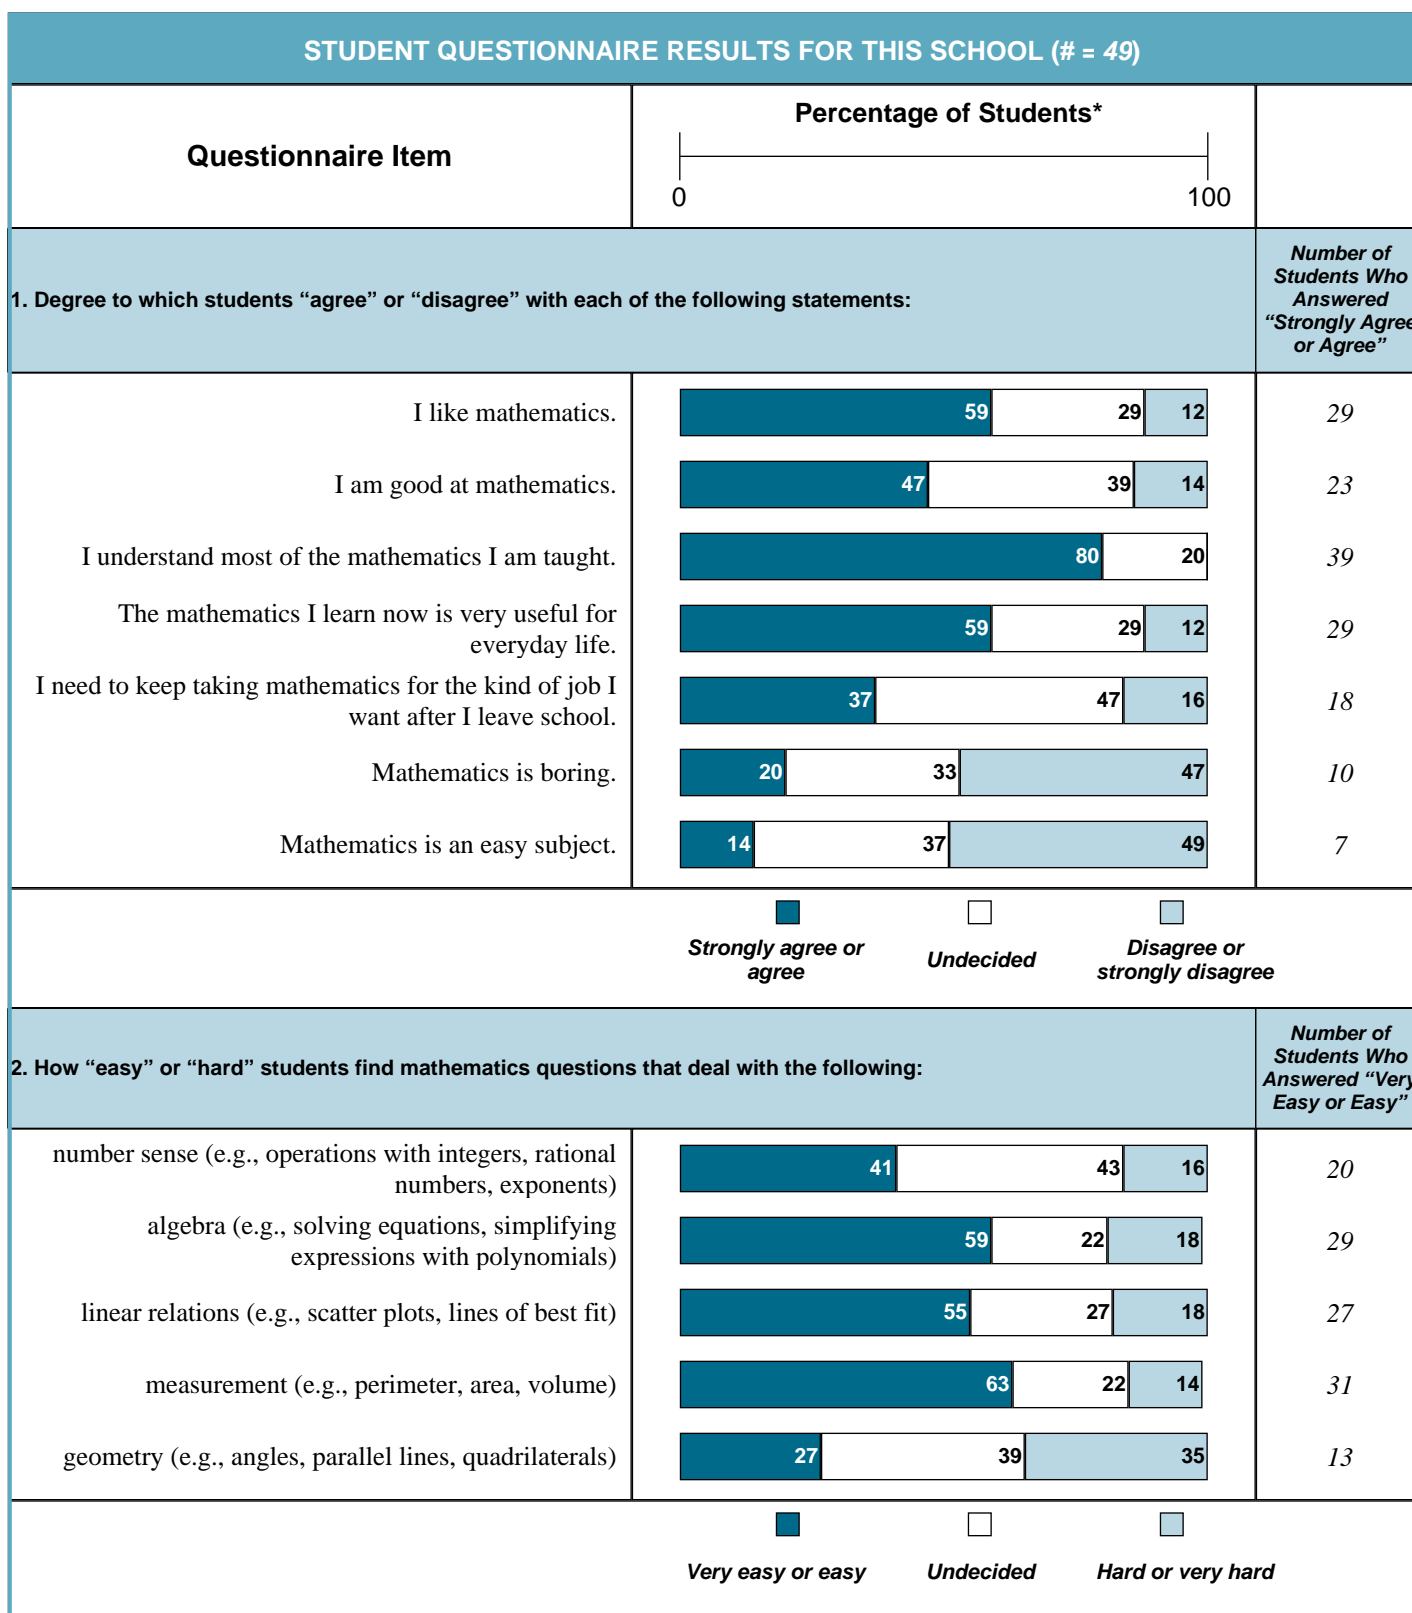 STUDENT QUESTIONNAIRE RESULTS FOR THIS SCHOOL (# = 49)
Questionnaire Item
Percentage of Students*
0 100
1. Degree to which students “agree” or “disagree” with each of the following statements:
Number of
Students Who
Answered
“Strongly Agree
or Agree”
I like mathematics. 59 29 12 29
I am good at mathematics. 47 39 14 23
I understand most of the mathematics I am taught. 80 20 39
The mathematics I learn now is very useful for
everyday life. 59 29 12 29
I need to keep taking mathematics for the kind of job I
want after I leave school. 37 47 16 18
Mathematics is boring. 20 33 47 10
Mathematics is an easy subject. 14 37 49 7
Strongly agree or
agree
Undecided
Disagree or
strongly disagree
2. How “easy” or “hard” students find mathematics questions that deal with the following:
Number of
Students Who
Answered “Very
Easy or Easy”
number sense (e.g., operations with integers, rational
numbers, exponents) 41 43 16 20
algebra (e.g., solving equations, simplifying
expressions with polynomials) 59 22 18 29
linear relations (e.g., scatter plots, lines of best fit) 55 27 18 27
measurement (e.g., perimeter, area, volume) 63 22 14 31
geometry (e.g., angles, parallel lines, quadrilaterals) 27 39 35 13
Very easy or easy Undecided Hard or very hard